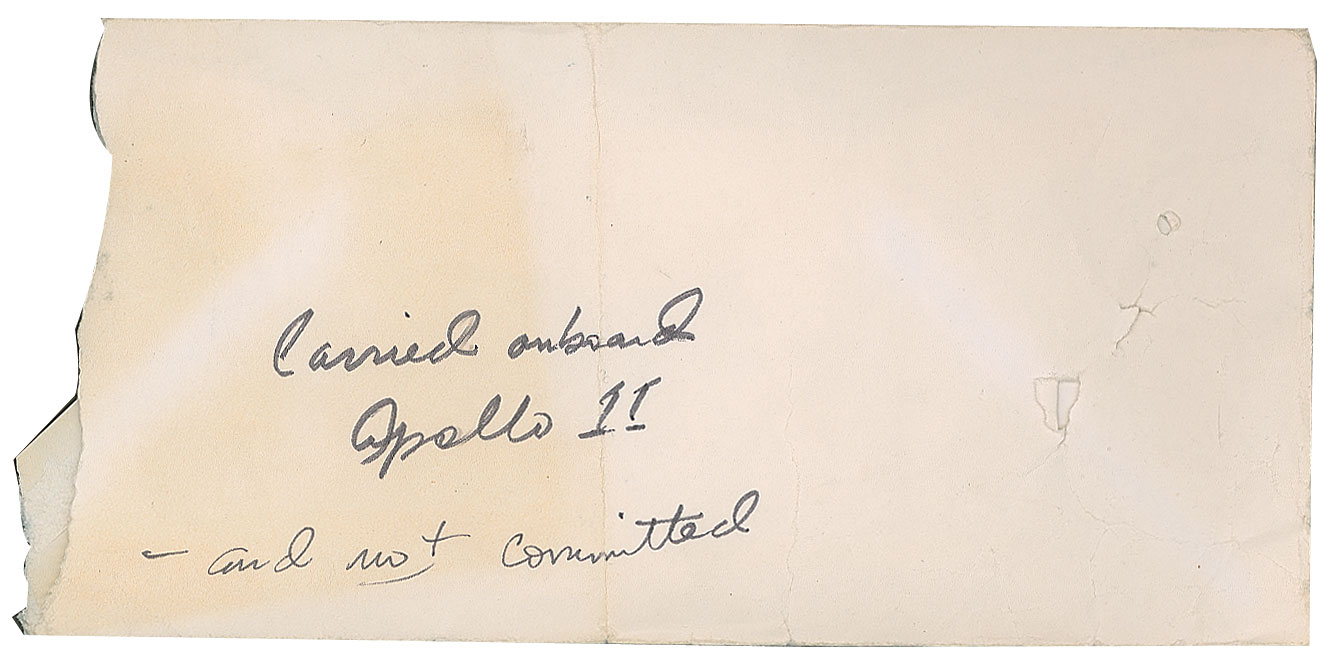 Carried onboard
Apollo 11
- and not committed